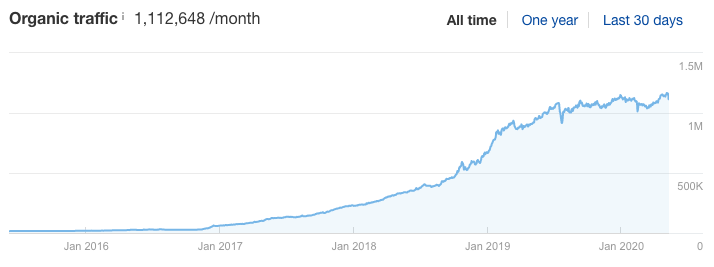 Organic traffic i 1,112,648 /month
All time One year Last 30 days
1.5M
1M
500K
Jan 2016 Jan 2017 Jan 2018 Jan 2019 Jan 2020 0